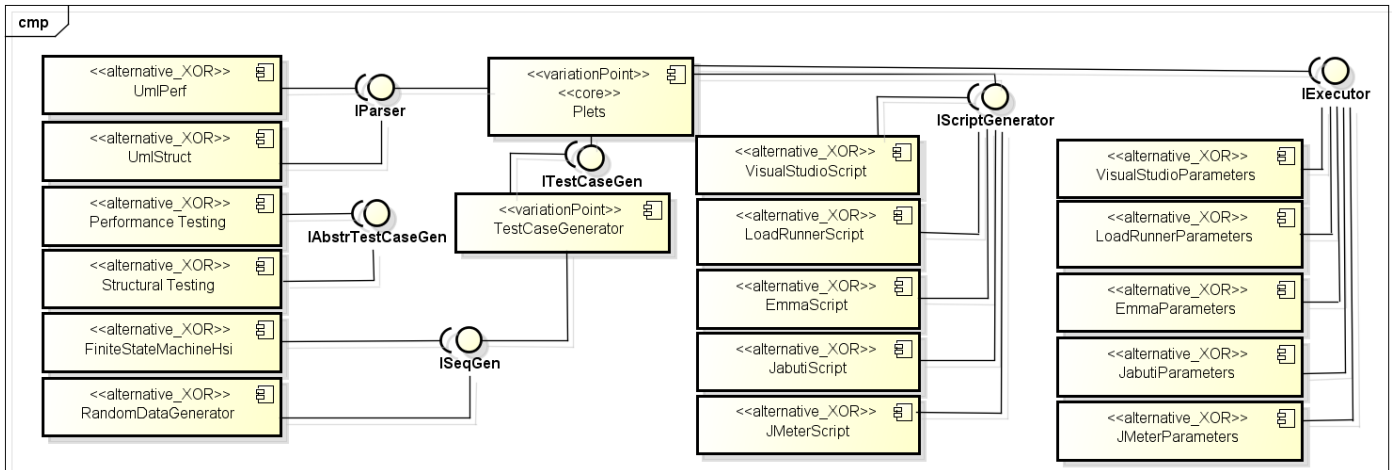 cmp
<<alternative_XOR>>
UmlPerf
IParser
<<alternative_XOR>>
UmlStruct
<<alternative_XOR>>
Performance Testing
IAbstrTestCaseGen
<<alternative_XOR>>
Structural Testing
<<alternative_XOR>>
FiniteStateMachineHsi
ISeqGen
<<alternative_XOR>>
RandomDataGenerator
<<variationPoint>>
<<core>>
Plets
ITestCaseGen
<<variationPoint>>
TestCaseGenerator
IScriptGenerator
<<alternative_XOR>>
VisualStudioScript
<<alternative_XOR>>
LoadRunnerScript
<<alternative_XOR>>
EmmaScript
<<alternative_XOR>>
JabutiScript
<<alternative_XOR>>
JMeterScript
IExecutor
<<alternative_XOR>>
VisualStudioParameters
<<alternative_XOR>>
LoadRunnerParameters
<<alternative_XOR>>
EmmaParameters
<<alternative_XOR>>
JabutiParameters
<<alternative_XOR>>
JMeterParameters